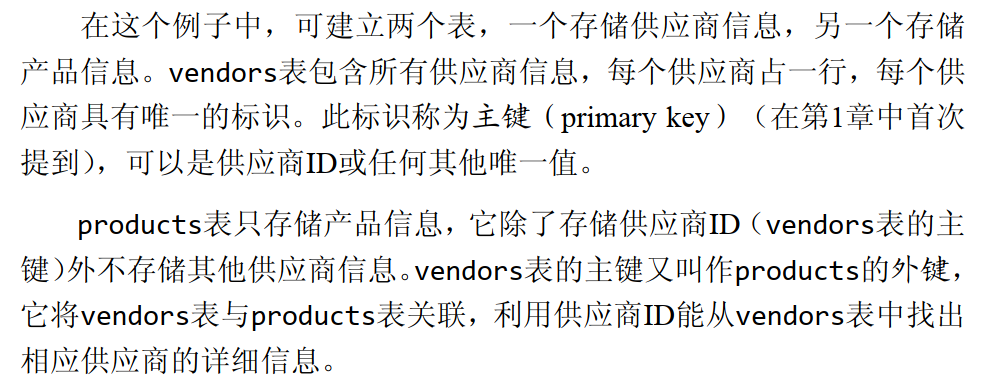 在这个例子中，可建立两个表，一个存储供应商信息，另一个存储
产品信息。vendors表包含所有供应商信息，每个供应商占一行，每个供
应商具有唯一的标识。此标识称为主键（primary key）（在第1章中首次
提到），可以是供应商ID或任何其他唯一值。
products表只存储产品信息，它除了存储供应商ID（vendors表的主
键）外不存储其他供应商信息。vendors表的主键又叫作products的外键，
它将vendors表与products表关联，利用供应商ID能从vendors表中找出
相应供应商的详细信息。